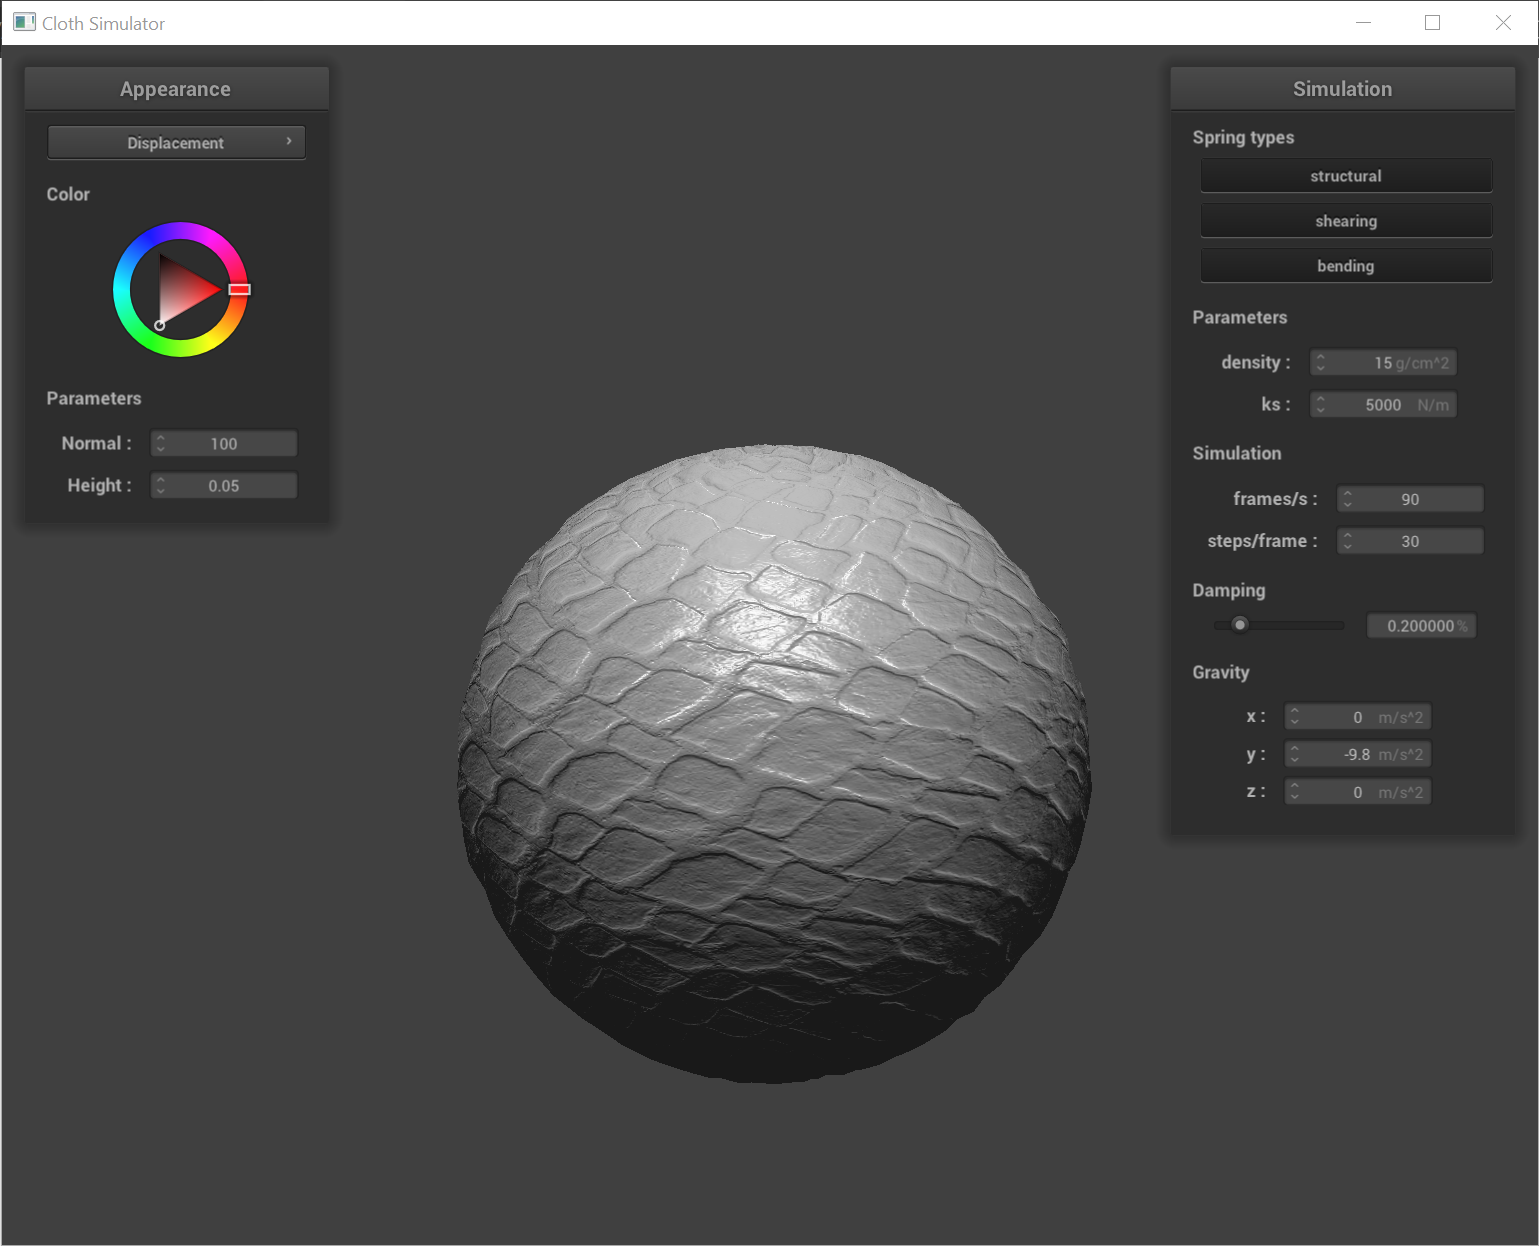 Cloth Simulator
Appearance
Displacement
Color
Parameters
Normal : 100
Height : 0.05
Simulation
Spring types
structural
shearing
bending
Parameters
density : 15 g/cm^2
ks : 5000 N/m
Simulation
frames/s : 90
steps/frame : 30
Damping
0.200000 %
Gravity
x : 0 m/s^2
y : -9.8 m/s^2
z : 0 m/s^2